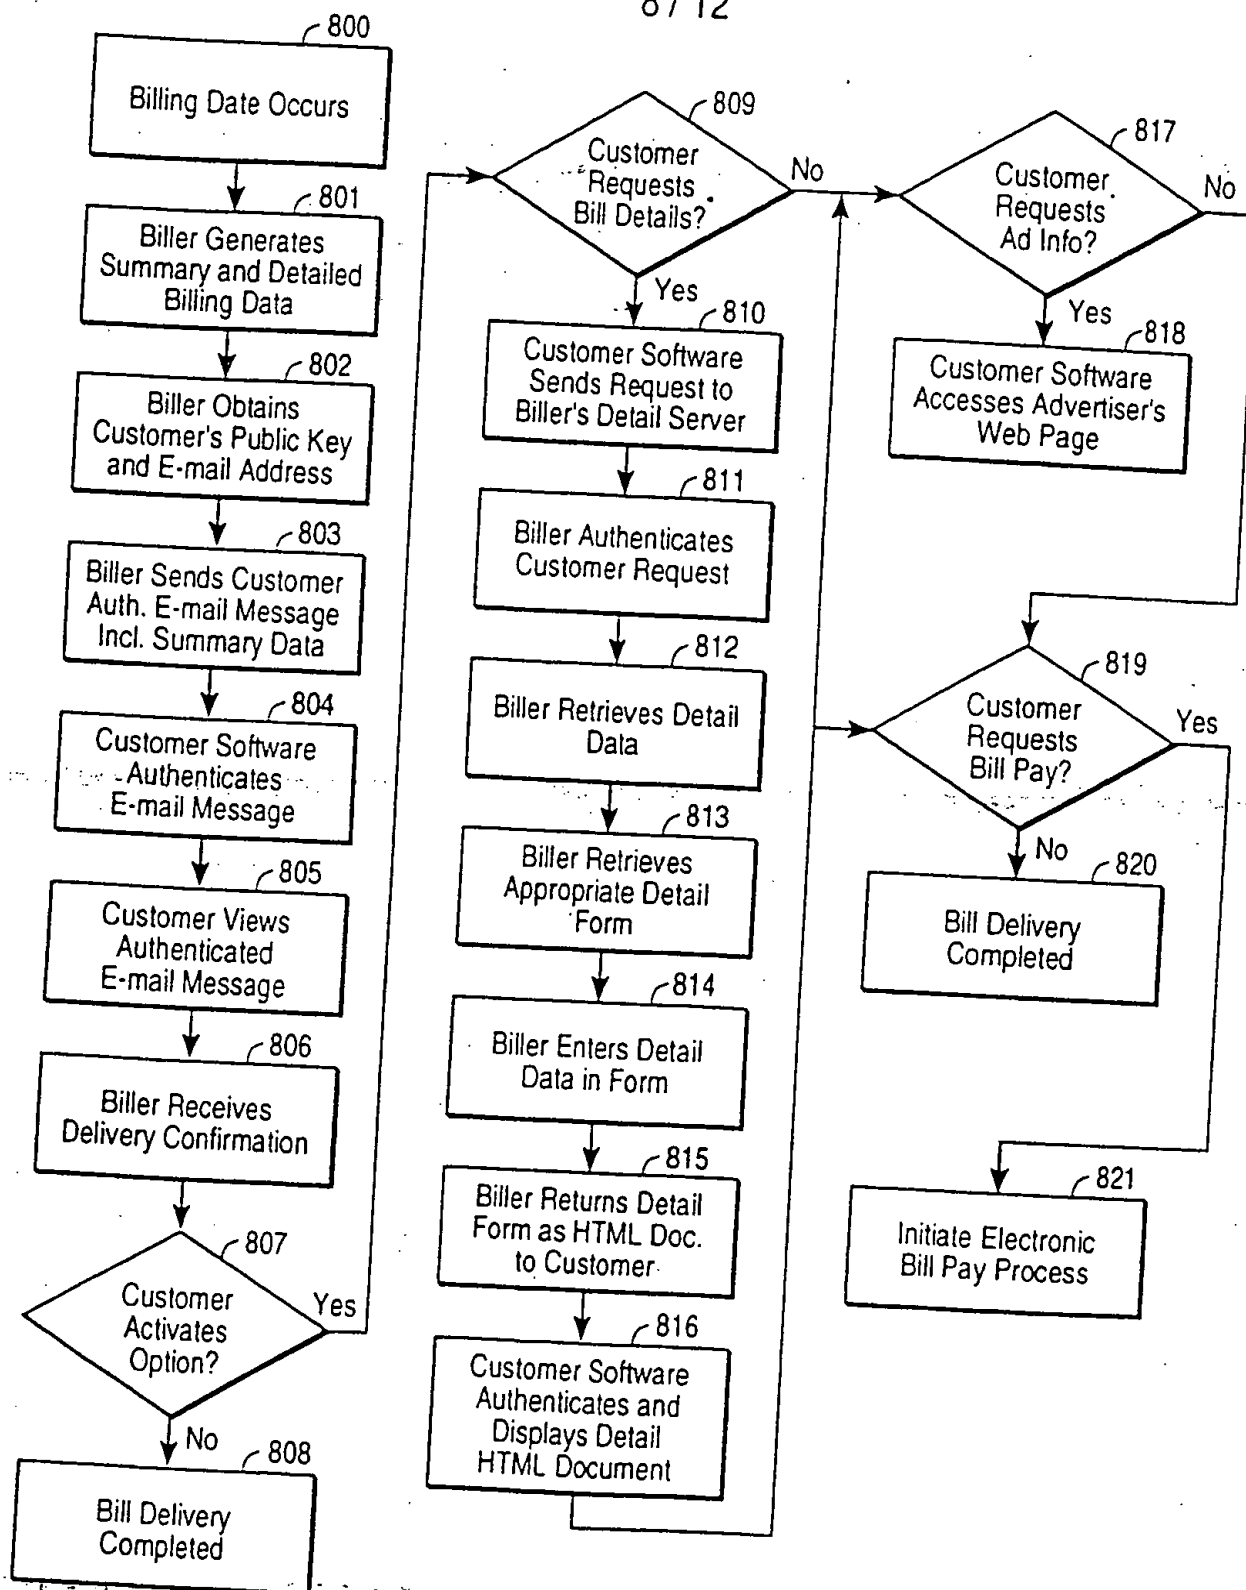 8 / 12
800
Billing Date Occurs
801
Biller Generates
Summary and Detailed
Billing Data
802
Biller Obtains
Customer's Public Key
and E-mail Address
803
Biller Sends Customer
Auth. E-mail Message
Incl. Summary Data
804
Customer Software
Authenticates
E-mail Message
805
Customer Views
Authenticated
E-mail Message
806
Biller Receives
Delivery Confirmation
807
Customer
Activates
Option?
Yes
No
808
Bill Delivery
Completed
809
Customer
Requests
Bill Details?
No
Yes
810
Customer Software
Sends Request to
Biller's Detail Server
811
Biller Authenticates
Customer Request
812
Biller Retrieves Detail
Data
813
Biller Retrieves
Appropriate Detail
Form
814
Biller Enters Detail
Data in Form
815
Biller Returns Detail
Form as HTML Doc.
to Customer
816
Customer Software
Authenticates and
Displays Detail
HTML Document
817
Customer
Requests
Ad Info?
No
Yes
818
Customer Software
Accesses Advertiser's
Web Page
819
Customer
Requests
Bill Pay?
Yes
No
820
Bill Delivery
Completed
821
Initiate Electronic
Bill Pay Process